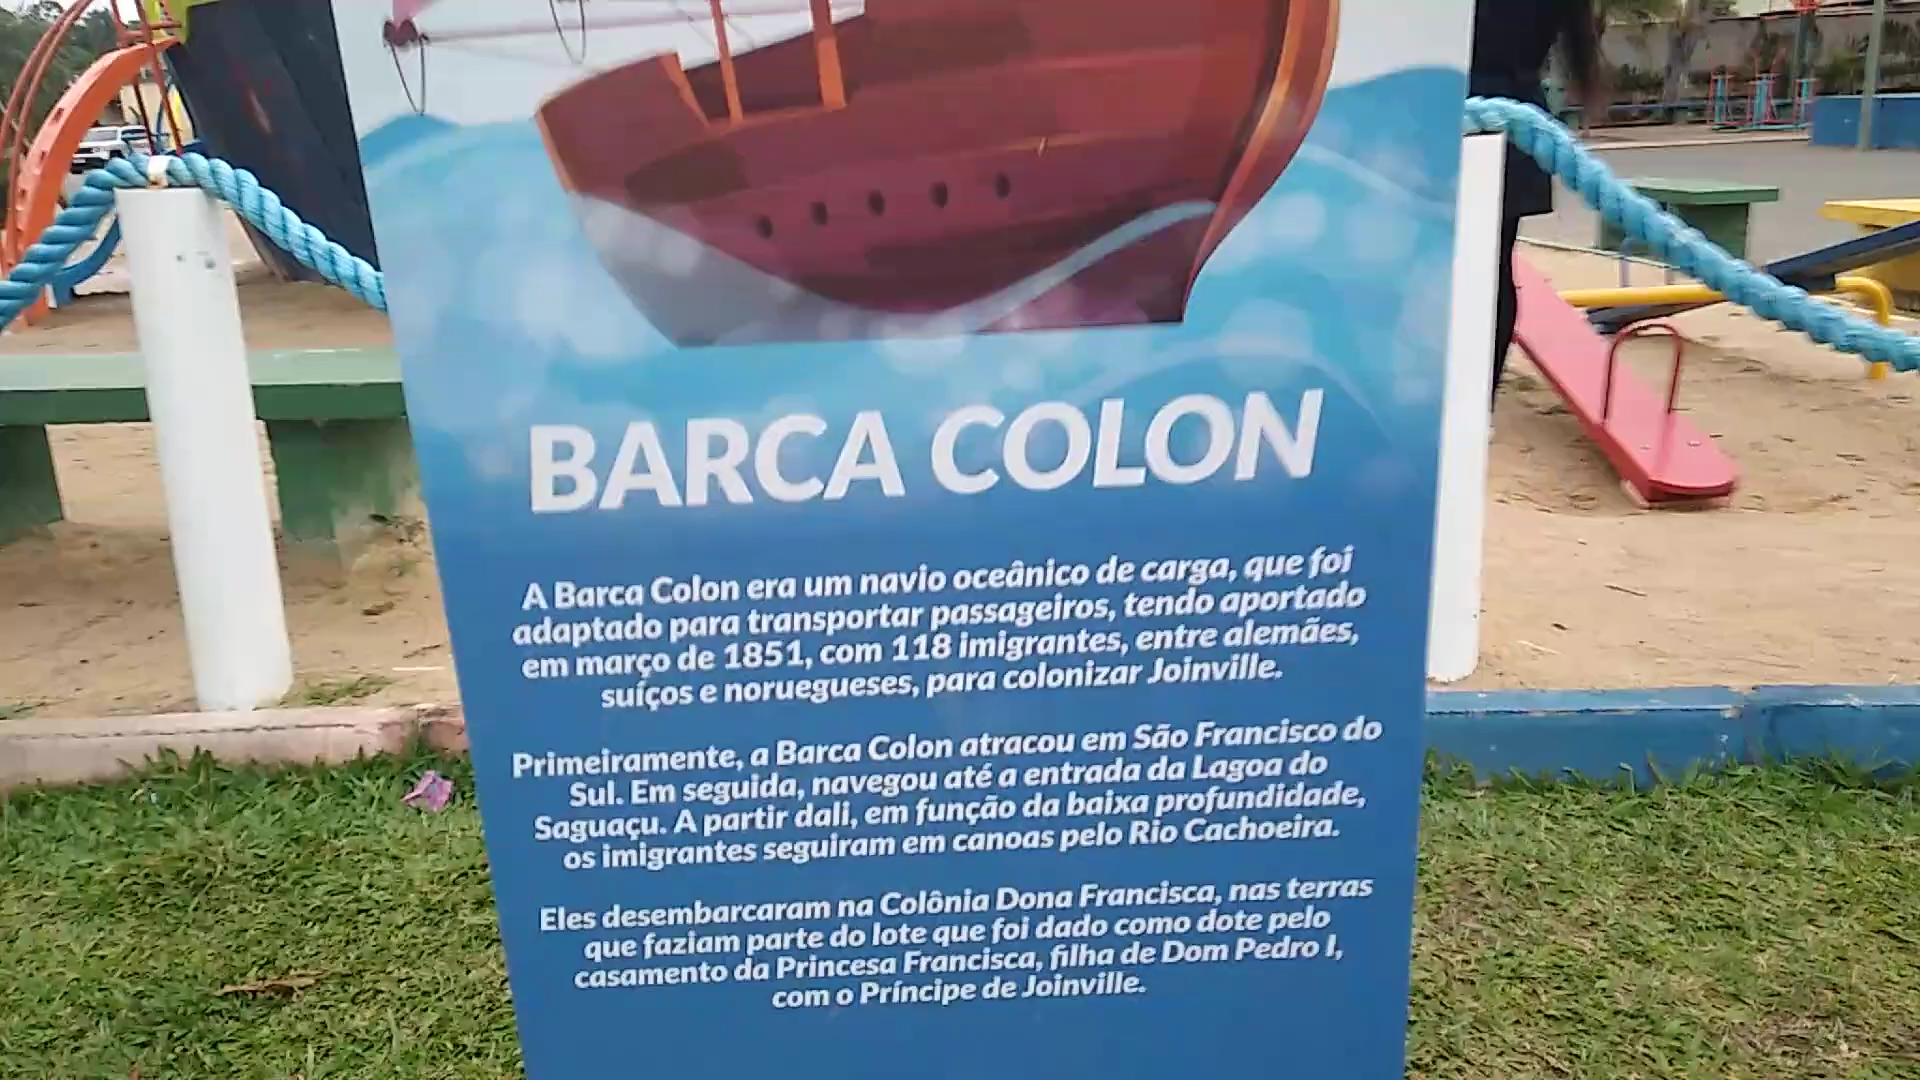 BARCA COLON
A Barca Colon era um navio oceânico de carga, que foi
adaptado para transportar passageiros, tendo aportado
em março de 1851, com 118 imigrantes, entre alemães,
suíços e noruegueses, para colonizar Joinville.
Primeiramente, a Barca Colon atracou em São Francisco do
Sul. Em seguida, navegou até a entrada da Lagoa do
Saguaçu. A partir dali, em função da baixa profundidade,
os imigrantes seguiram em canoas pelo Rio Cachoeira.
Eles desembarcaram na Colônia Dona Francisca, nas terras
que faziam parte do lote que foi dado como dote pelo
casamento da Princesa Francisca, filha de Dom Pedro I,
com o Príncipe de Joinville.